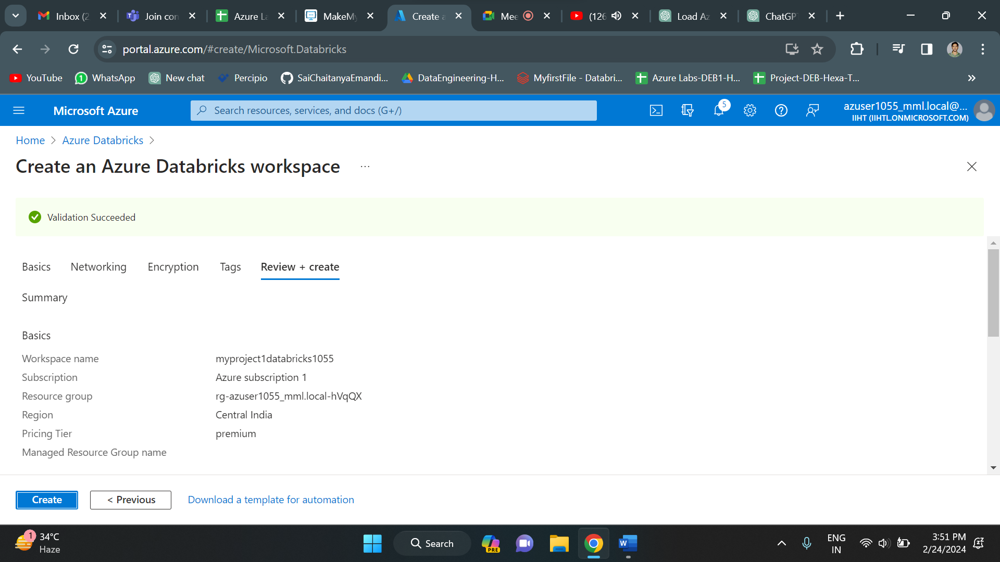 Inbox (2
Join con
Azure La
MakeMy
Create a
Mee
(126
Load Az
ChatGP
portal.azure.com/#create/Microsoft.Databricks
YouTube
WhatsApp
New chat
Percipio
SaiChaitanyaEmandi...
DataEngineering-H...
MyfirstFile - Databri...
Azure Labs-DEB1-H...
Project-DEB-Hexa-T...
»
Microsoft Azure
Search resources, services, and docs (G+/)
5
azuser1055_mml.local@...
IIHT (IIHTL.ONMICROSOFT.COM)
Home > Azure Databricks >
Create an Azure Databricks workspace ...
Validation Succeeded
Basics
Networking
Encryption
Tags
Review + create
Summary
Basics
Workspace name myproject1databricks1055
Subscription Azure subscription 1
Resource group rg-azuser1055_mml.local-hVqQX
Region Central India
Pricing Tier premium
Managed Resource Group name
Create
< Previous
Download a template for automation
1
34°C
Haze
Search
PRE
W
ENG
IN
3:51 PM
2/24/2024